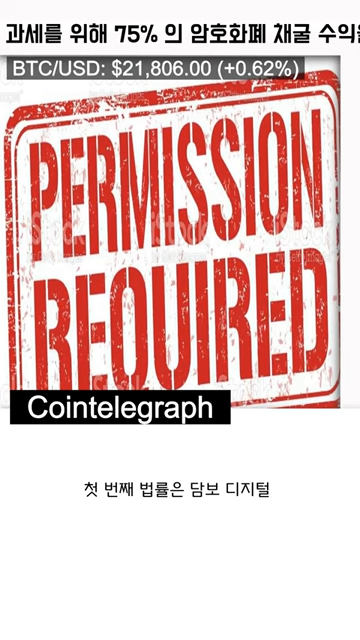 과세를 위해 75% 의 암호화폐 채굴 수익을
BTC/USD: $21,806.00 (+0.62%)
PERMISSION
REQUIRED
Cointelegraph
첫 번째 법률은 담보 디지털